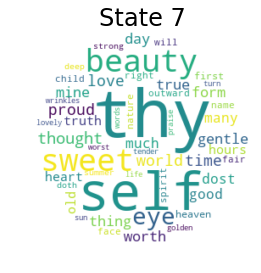 State 7
strong day will
deep beauty
child love right true outward first
mine wrinkles nature form turn
proud thy name
lovely truth words praise many
thought much gentle
worst
sweet world time fair hours
tender
heart summer life dost
doth self spirit good
old eye heaven
sun thing
face worth golden